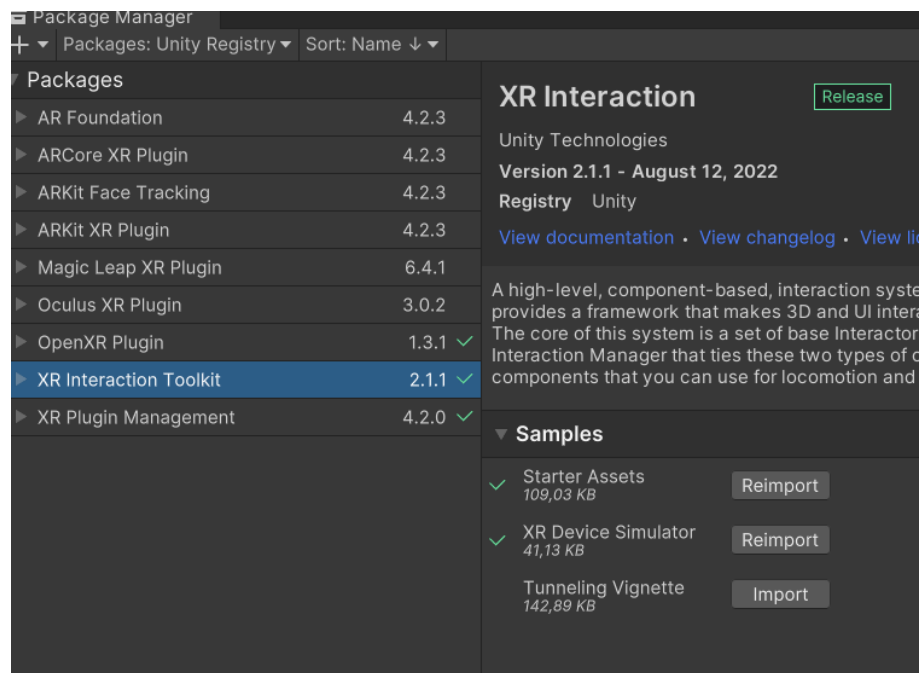 Package Manager
+ Packages: Unity Registry Sort: Name ↓
Packages
AR Foundation 4.2.3
ARCore XR Plugin 4.2.3
ARKit Face Tracking 4.2.3
ARKit XR Plugin 4.2.3
Magic Leap XR Plugin 6.4.1
Oculus XR Plugin 3.0.2
OpenXR Plugin 1.3.1 ✓
XR Interaction Toolkit 2.1.1 ✓
XR Plugin Management 4.2.0 ✓
XR Interaction Release
Unity Technologies
Version 2.1.1 - August 12, 2022
Registry Unity
View documentation • View changelog • View
A high-level, component-based, interaction
provides a framework that makes 3D and UI
The core of this system is a set of base Interactor
Interaction Manager that ties these two types of
components that you can use for locomotion and
Samples
Starter Assets
109,03 KB
Reimport
XR Device Simulator
41,13 KB
Reimport
Tunneling Vignette
142,89 KB
Import